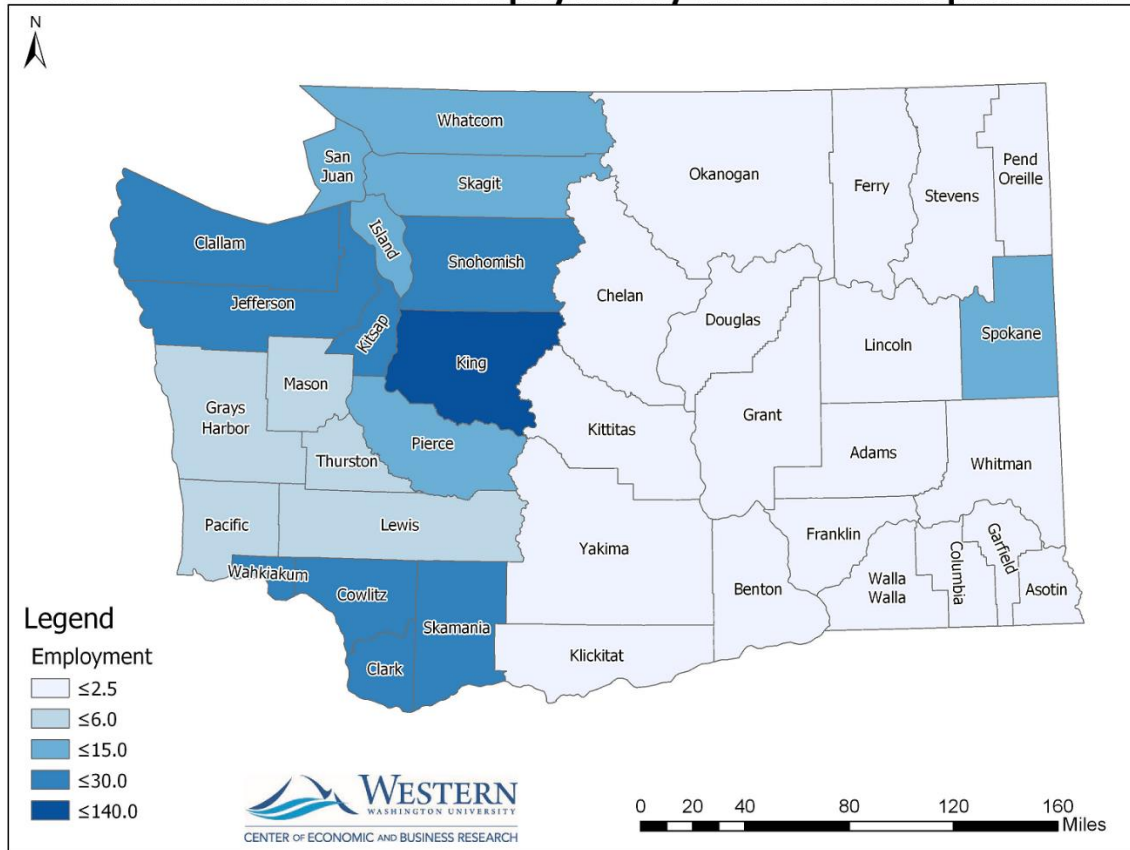 N
Whatcom
San
Juan
Skagit
Okanogan
Ferry
Stevens
Pend
Oreille
Clallam
Island
Snohomish
Jefferson
Chelan
Douglas
Kitsap
King
Lincoln
Spokane
Mason
Grays
Harbor
Grant
Kittitas
Pierce
Thurston
Adams
Whitman
Pacific
Lewis
Yakima
Franklin
Garfield
Columbia
Wahkiakum
Cowlitz
Benton
Walla
Walla
Asotin
Skamania
Clark
Klickitat
Legend
Employment
≤2.5
≤6.0
≤15.0
≤30.0
≤140.0
WESTERN
WASHINGTON UNIVERSITY
CENTER OF ECONOMIC AND BUSINESS RESEARCH
0 20 40 80 120 160
Miles